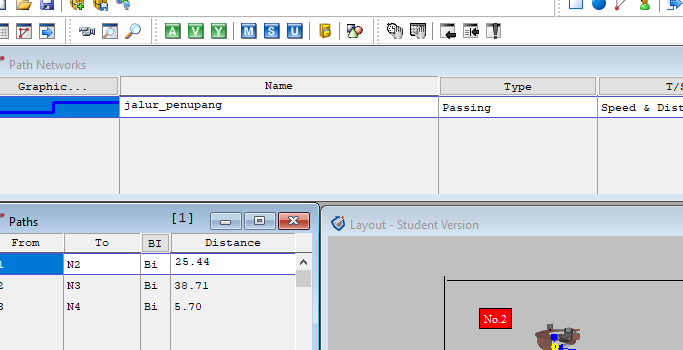 A V Y M S U
Path Networks
Graphic... Name Type T/S
jalur_penupang Passing Speed & Dist
Paths [1]
Layout - Student Version
From To BI Distance
1 N2 Bi 25.44
2 N3 Bi 38.71
3 N4 Bi 5.70
No.2